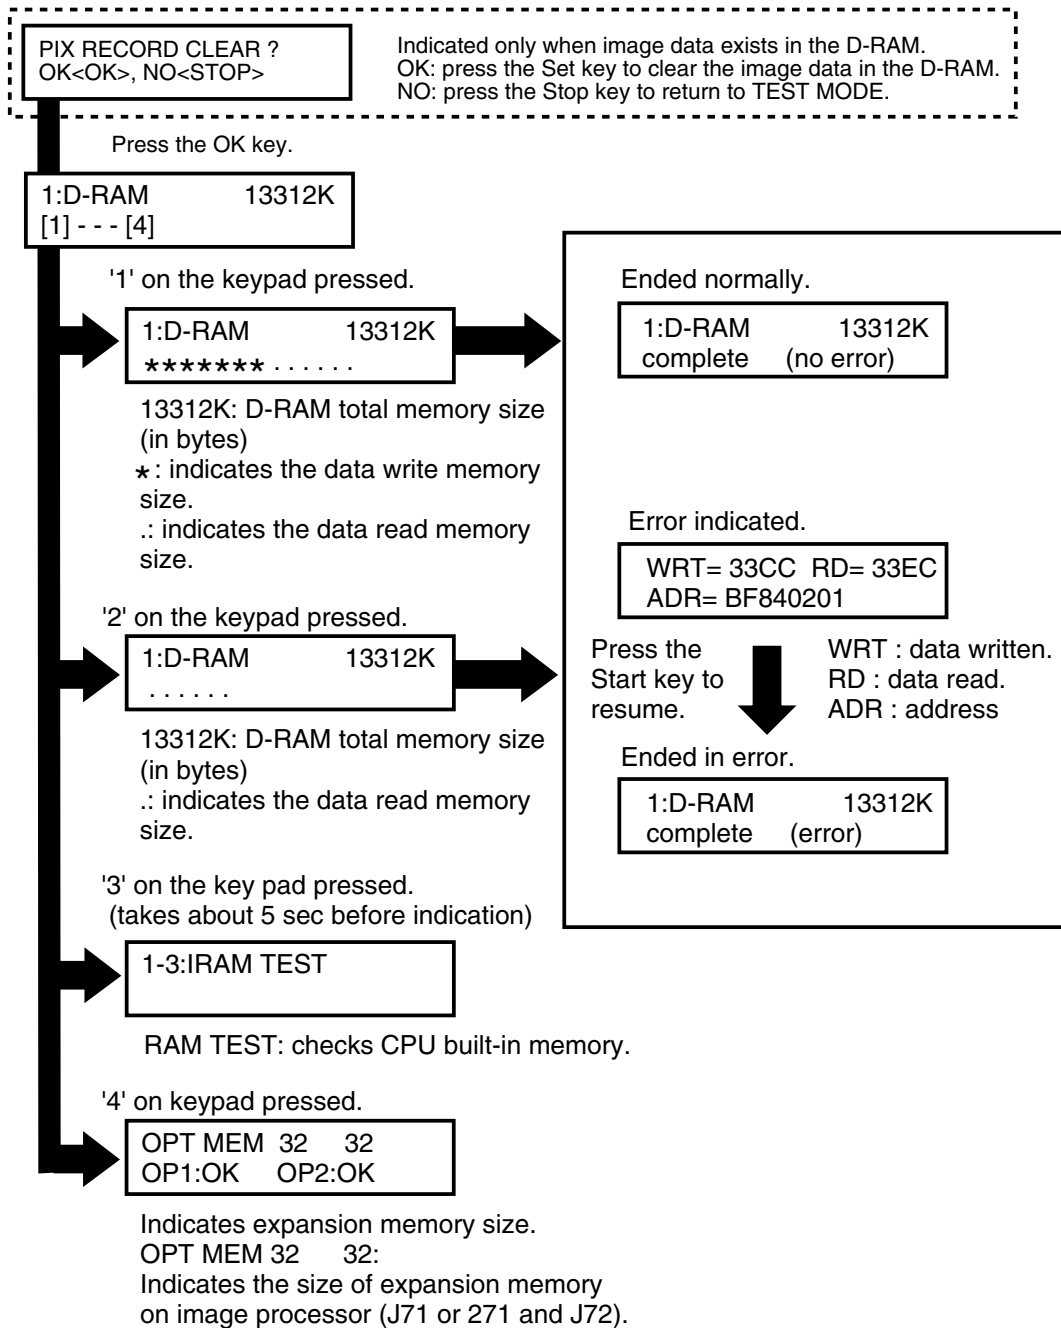 PIX RECORD CLEAR ?
OK<OK>, NO<STOP>
Indicated only when image data exists in the D-RAM.
OK: press the Set key to clear the image data in the D-RAM.
NO: press the Stop key to return to TEST MODE.
Press the OK key.
1:D-RAM 13312K
[1] - - - [4]
'1' on the keypad pressed.
1:D-RAM 13312K
******* . . . . . .
13312K: D-RAM total memory size
(in bytes)
*: indicates the data write memory
size.
.: indicates the data read memory
size.
'2' on the keypad pressed.
1:D-RAM 13312K
. . . . . .
13312K: D-RAM total memory size
(in bytes)
.: indicates the data read memory
size.
Ended normally.
1:D-RAM 13312K
complete (no error)
Error indicated.
WRT= 33CC RD= 33EC
ADR= BF840201
Press the
Start key to
resume.
WRT : data written.
RD : data read.
ADR : address
Ended in error.
1:D-RAM 13312K
complete (error)
'3' on the key pad pressed.
(takes about 5 sec before indication)
1-3:IRAM TEST
RAM TEST: checks CPU built-in memory.
'4' on keypad pressed.
OPT MEM 32 32
OP1:OK OP2:OK
Indicates expansion memory size.
OPT MEM 32 32:
Indicates the size of expansion memory
on image processor (J71 or 271 and J72).